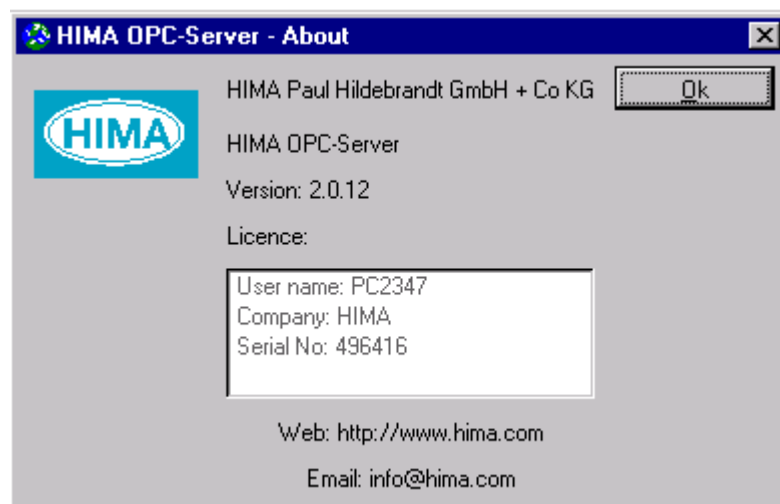 HIMA OPC-Server - About
HIMA Paul Hildebrandt GmbH + Co KG
Ok
HIMA
HIMA OPC-Server
Version: 2.0.12
Licence:
User name: PC2347
Company: HIMA
Serial No: 496416
Web: http://www.hima.com
Email: info@hima.com